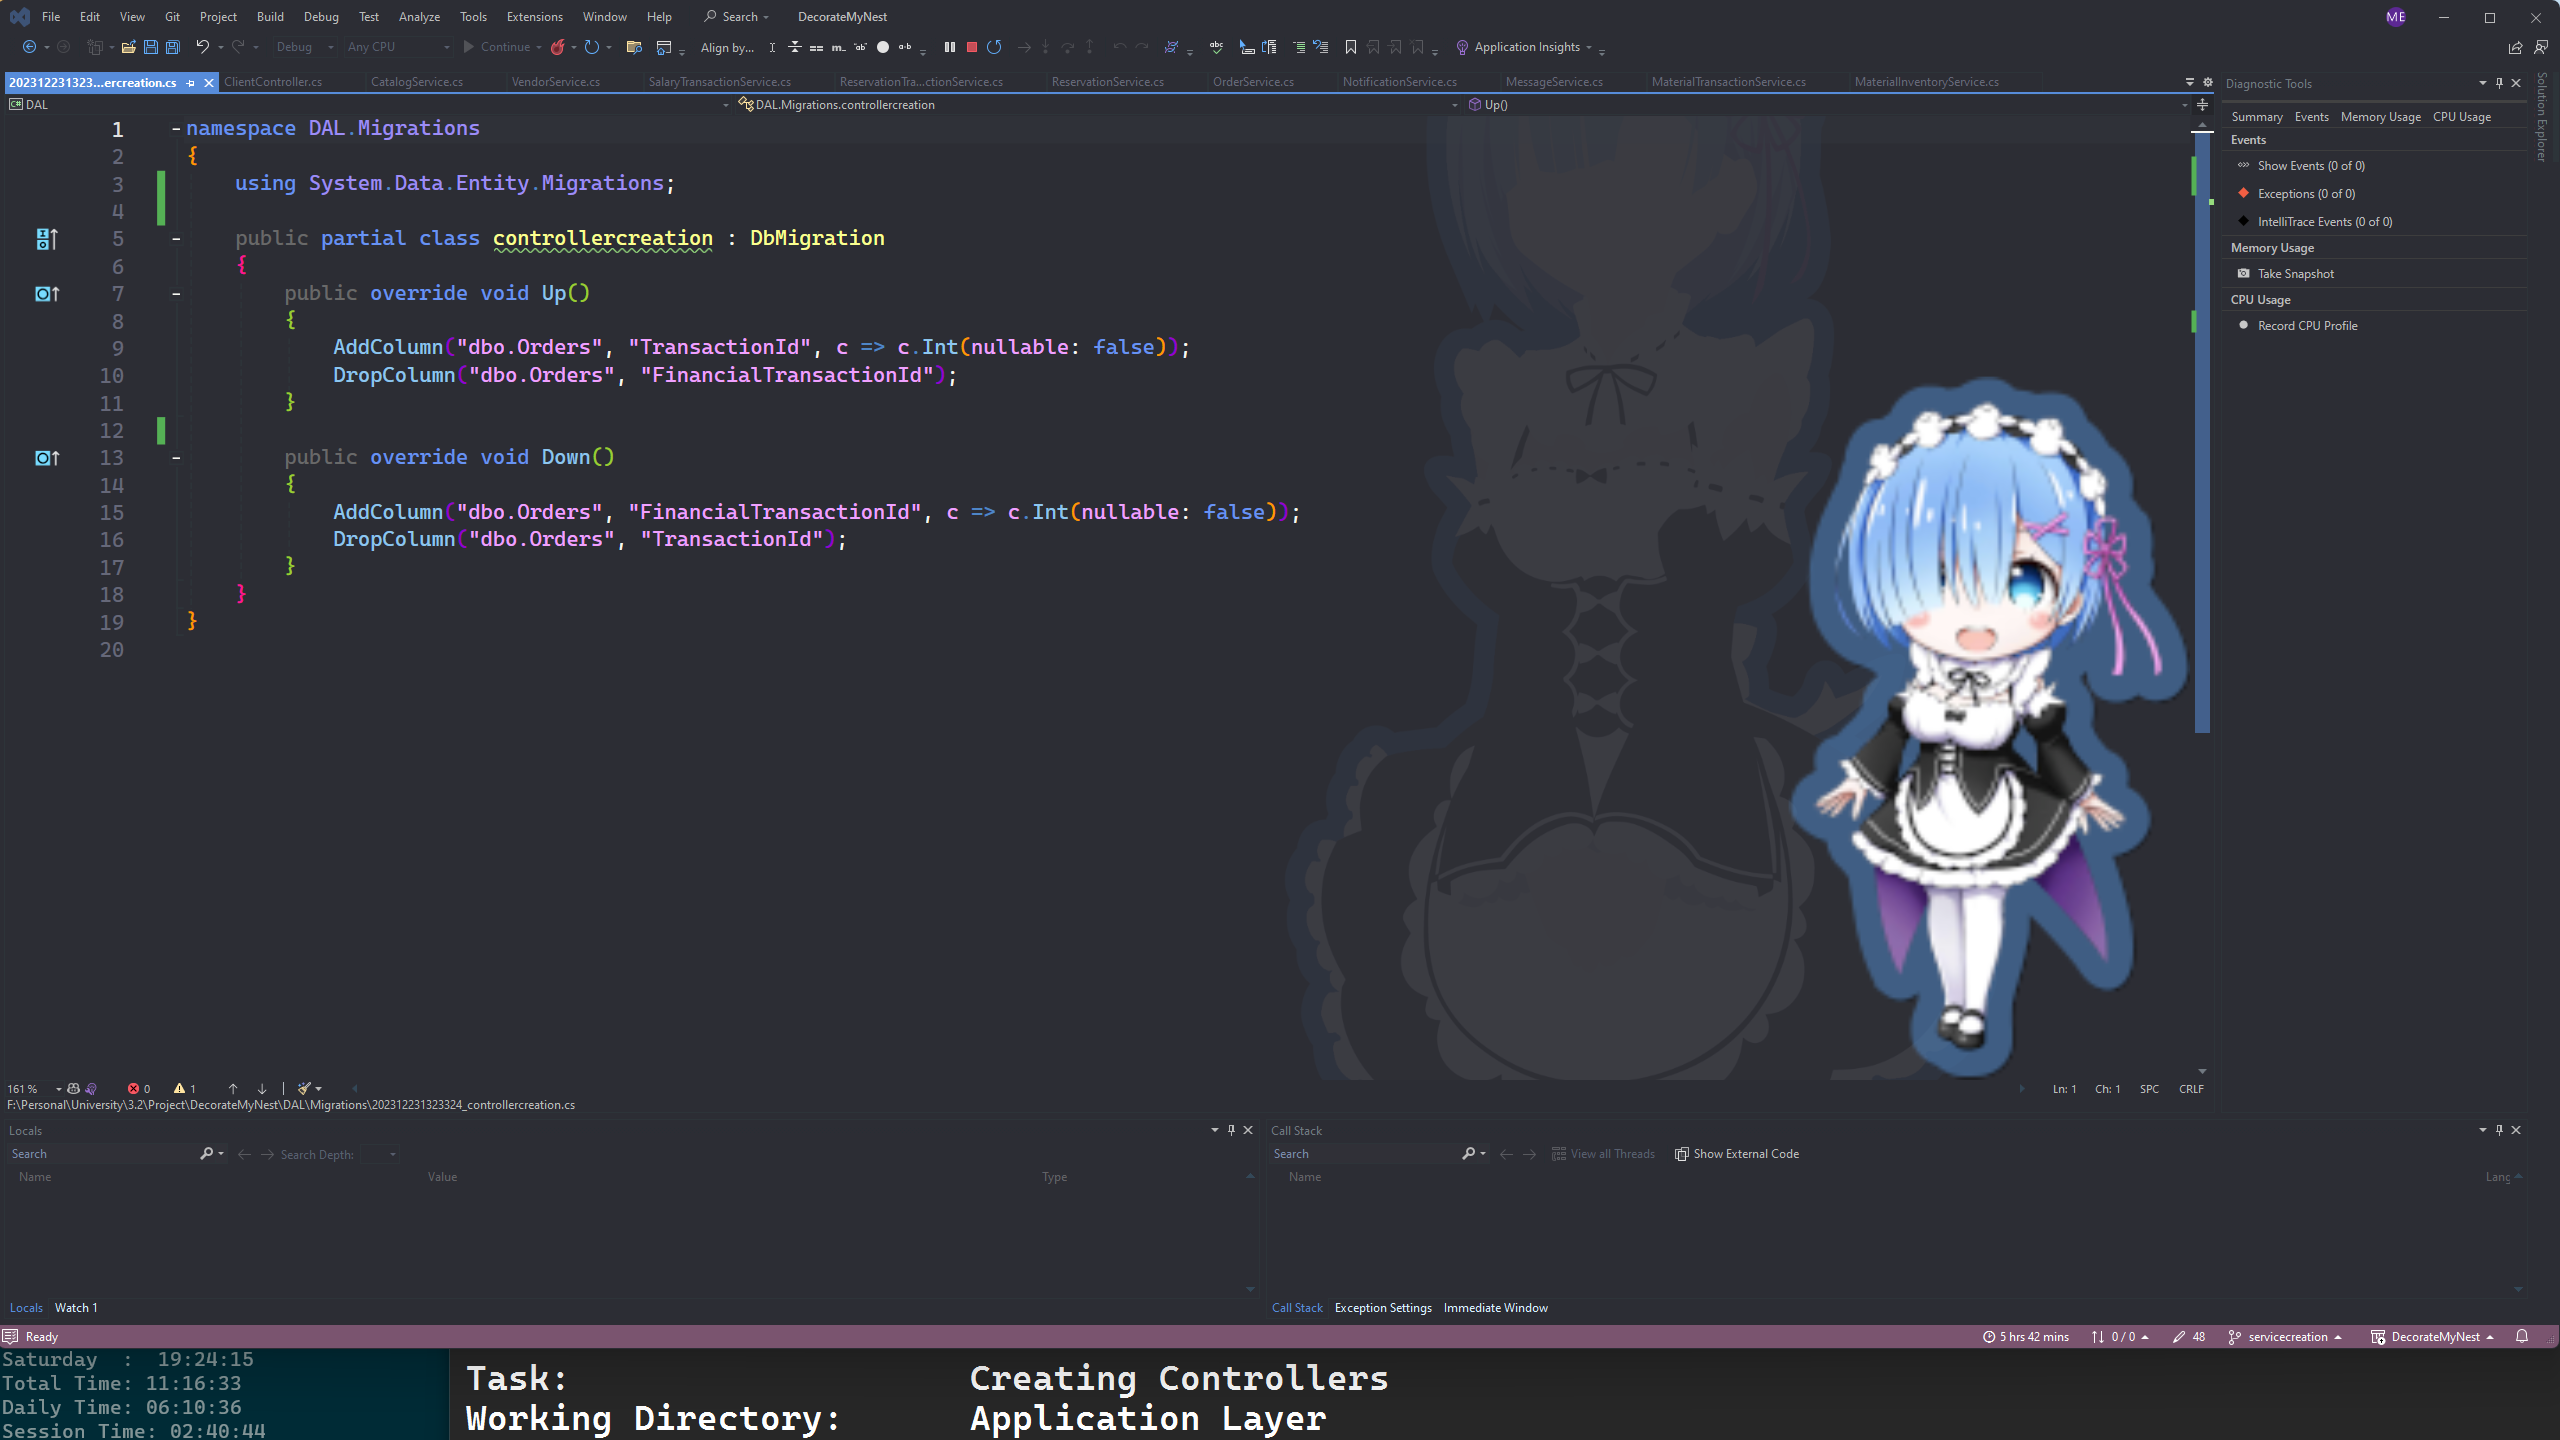 File Edit View Git Project Build Debug Test Analyze Tools Extensions Window Help Search DecorateMyNest ME
Debug Any CPU Continue Align by... Application Insights
202312231323...ercreation.cs ClientController.cs CatalogService.cs VendorService.cs SalaryTransactionService.cs ReservationTra...ctionService.cs ReservationService.cs OrderService.cs NotificationService.cs MessageService.cs MaterialTransactionService.cs MaterialInventoryService.cs
DAL DAL.Migrations.controllercreation Up()
1 namespace DAL.Migrations
2 {
3 using System.Data.Entity.Migrations;
4
5 public partial class controllercreation : DbMigration
6 {
7 public override void Up()
8 {
9 AddColumn("dbo.Orders", "TransactionId", c => c.Int(nullable: false));
10 DropColumn("dbo.Orders", "FinancialTransactionId");
11 }
12
13 public override void Down()
14 {
15 AddColumn("dbo.Orders", "FinancialTransactionId", c => c.Int(nullable: false));
16 DropColumn("dbo.Orders", "TransactionId");
17 }
18 }
19 }
20
Diagnostic Tools
Summary Events Memory Usage CPU Usage
Events
Show Events (0 of 0)
Exceptions (0 of 0)
IntelliTrace Events (0 of 0)
Memory Usage
Take Snapshot
CPU Usage
Record CPU Profile
Solution Explorer
161 % 0 1 Ln: 1 Ch: 1 SPC CRLF
F:\Personal\University\3.2\Project\DecorateMyNest\DAL\Migrations\202312231323324_controllercreation.cs
Locals
Search Search Depth:
Name Value Type
Locals Watch 1
Call Stack
Search View all Threads Show External Code
Name Lang
Call Stack Exception Settings Immediate Window
Ready 5 hrs 42 mins 0 / 0 48 servicecreation DecorateMyNest
Saturday : 19:24:15
Total Time: 11:16:33
Daily Time: 06:10:36
Session Time: 02:40:44
Task: Creating Controllers
Working Directory: Application Layer